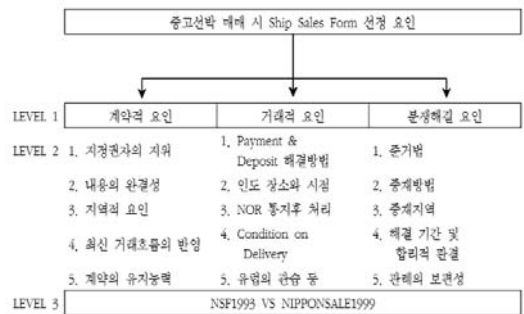 중고선박 매매 시 Ship Sales Form 선정 요인
LEVEL 1 계약적 요인 거래적 요인 분쟁해결 요인
LEVEL 2 1. 지정권자의 지위 1. Payment & Deposit 해결방법 1. 준거법
2. 내용의 완결성 2. 인도 장소와 시점 2. 중재방법
3. 지역적 요인 3. NOR 통지후 처리 3. 중재지역
4. 최신 거래흐름의 반영 4. Condition on Delivery 4. 해결 기간 및 합리적 판결
5. 계약의 유지능력 5. 유럽의 관습 등 5. 판례의 보편성
LEVEL 3 NSF1993 VS NIPPONSALE1999